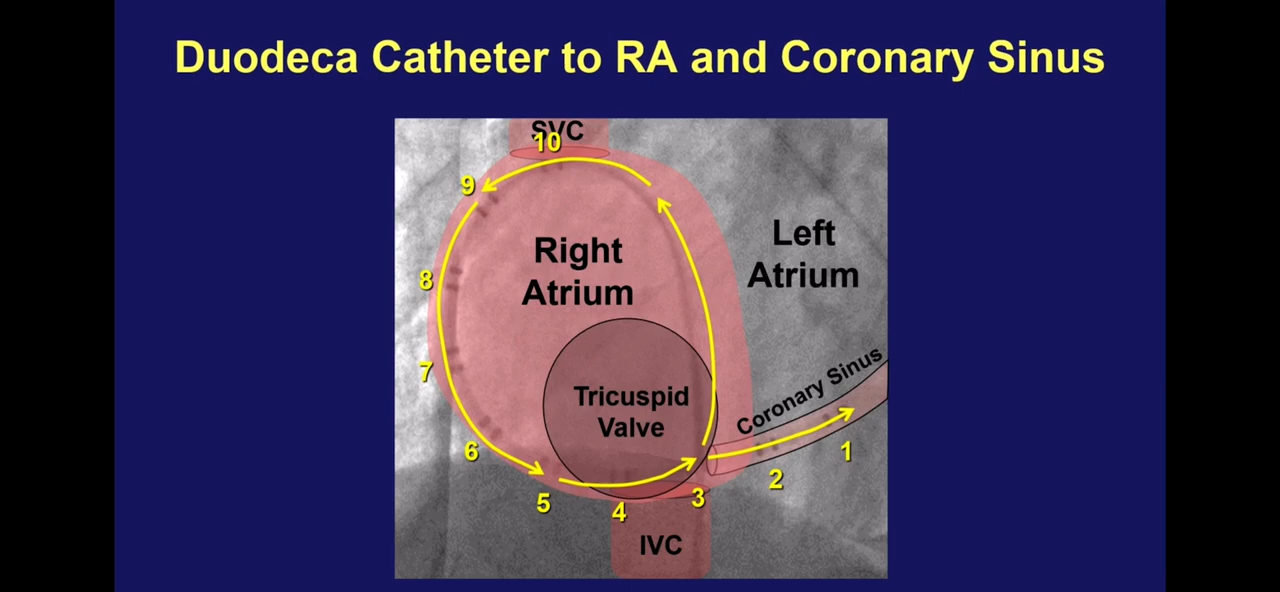 Duodeca Catheter to RA and Coronary Sinus
SVC
10
9
Right
Atrium
Left
Atrium
8
7
Tricuspid
Valve
Coronary Sinus
6
5
4
3
2
1
IVC